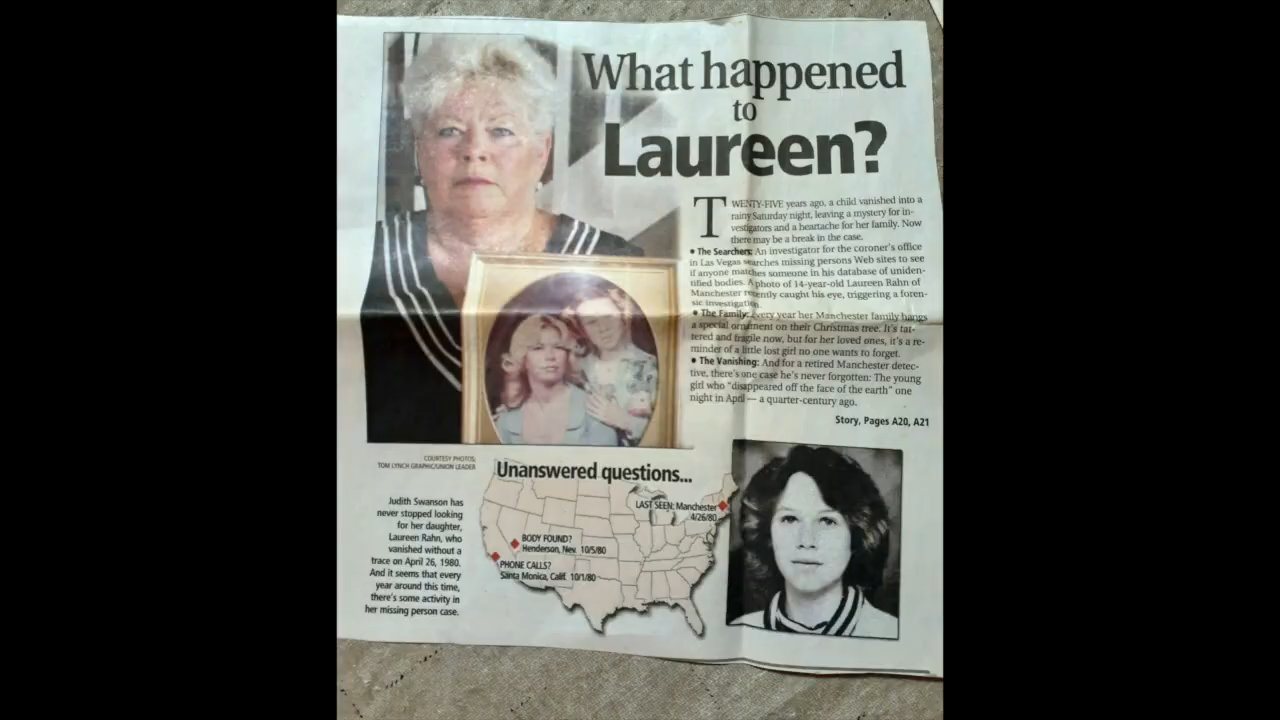 What happened
to
Laureen?
TWENTY-FIVE years ago, a child vanished into a
rainy Saturday night, leaving a mystery for in-
vestigators and a heartache for her family. Now
there may be a break in the case.
• The Searchers: An investigator for the coroner's office
in Las Vegas searches missing persons Web sites to see
if anyone matches someone in his database of uniden-
tified bodies. A photo of 14-year-old Laureen Rahn of
Manchester recently caught his eye, triggering a foren-
sic investigation.
• The Family: Every year her Manchester family hangs
a special ornament on their Christmas tree. It's tat-
tered and fragile now, but for her loved ones, it's a re-
minder of a little lost girl no one wants to forget.
• The Vanishing: And for a retired Manchester detec-
tive, there's one case he's never forgotten: The young
girl who "disappeared off the face of the earth" one
night in April — a quarter-century ago.
Story, Pages A20, A21
COURTESY PHOTOS;
TOM LYNCH GRAPHIC/UNION LEADER
Judith Swanson has
never stopped looking
for her daughter,
Laureen Rahn, who
vanished without a
trace on April 26, 1980.
And it seems that every
year around this time,
there's some activity in
her missing person case.
Unanswered questions...
LAST SEEN: Manchester
4/26/80
BODY FOUND?
Henderson, Nev. 10/5/80
PHONE CALLS?
Santa Monica, Calif. 10/1/80